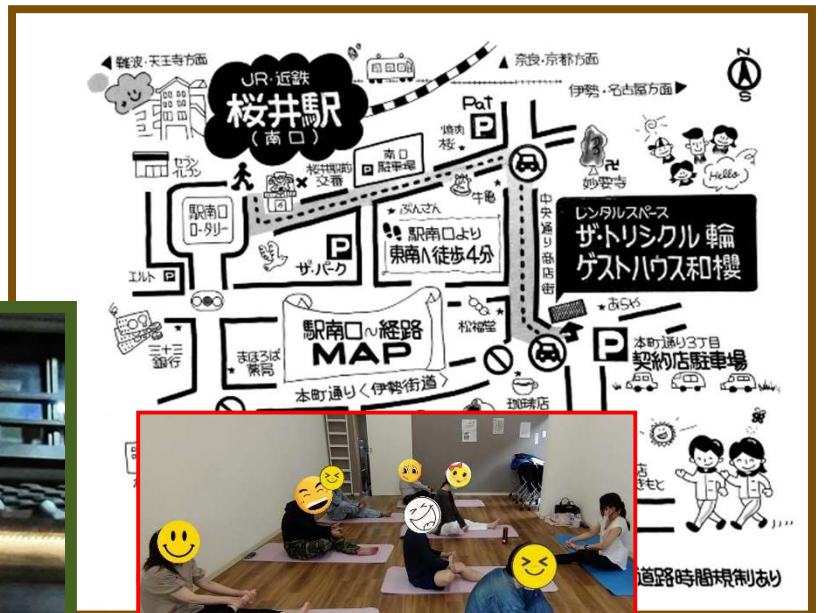 難波・天王寺方面
奈良・京都方面
伊勢・名古屋方面
N
S
JR・近鉄
桜井駅
(南口)
Pat
P
焼肉
桜
妙要寺
Hello
セブン
イレブン
桜井駅前
交番
P
南口
駐車場
牛亀
ぶんさん
駅南口
ロータリー
駅南口より
東南へ徒歩4分
中央通り商店街
レンタルスペース
ザ・トリシクル 輪
ゲストハウス和櫻
エルト P
P
ザ・パーク
あらや
駅南口~経路
MAP
松福堂
三十三
銀行
まほろば
薬局
P
本町通り3丁目
契約店駐車場
本町通り〈伊勢街道〉
珈琲店
店
きもと
道路時間規制あり